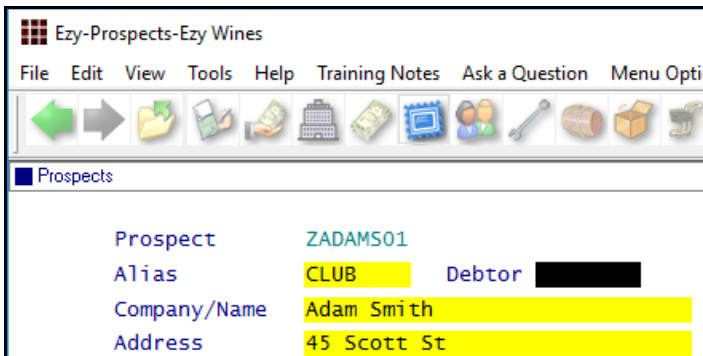 Ezy-Prospects-Ezy Wines
File Edit View Tools Help Training Notes Ask a Question Menu Opti
Prospects
Prospect ZADAMS01
Alias CLUB Debtor
Company/Name Adam Smith
Address 45 Scott St